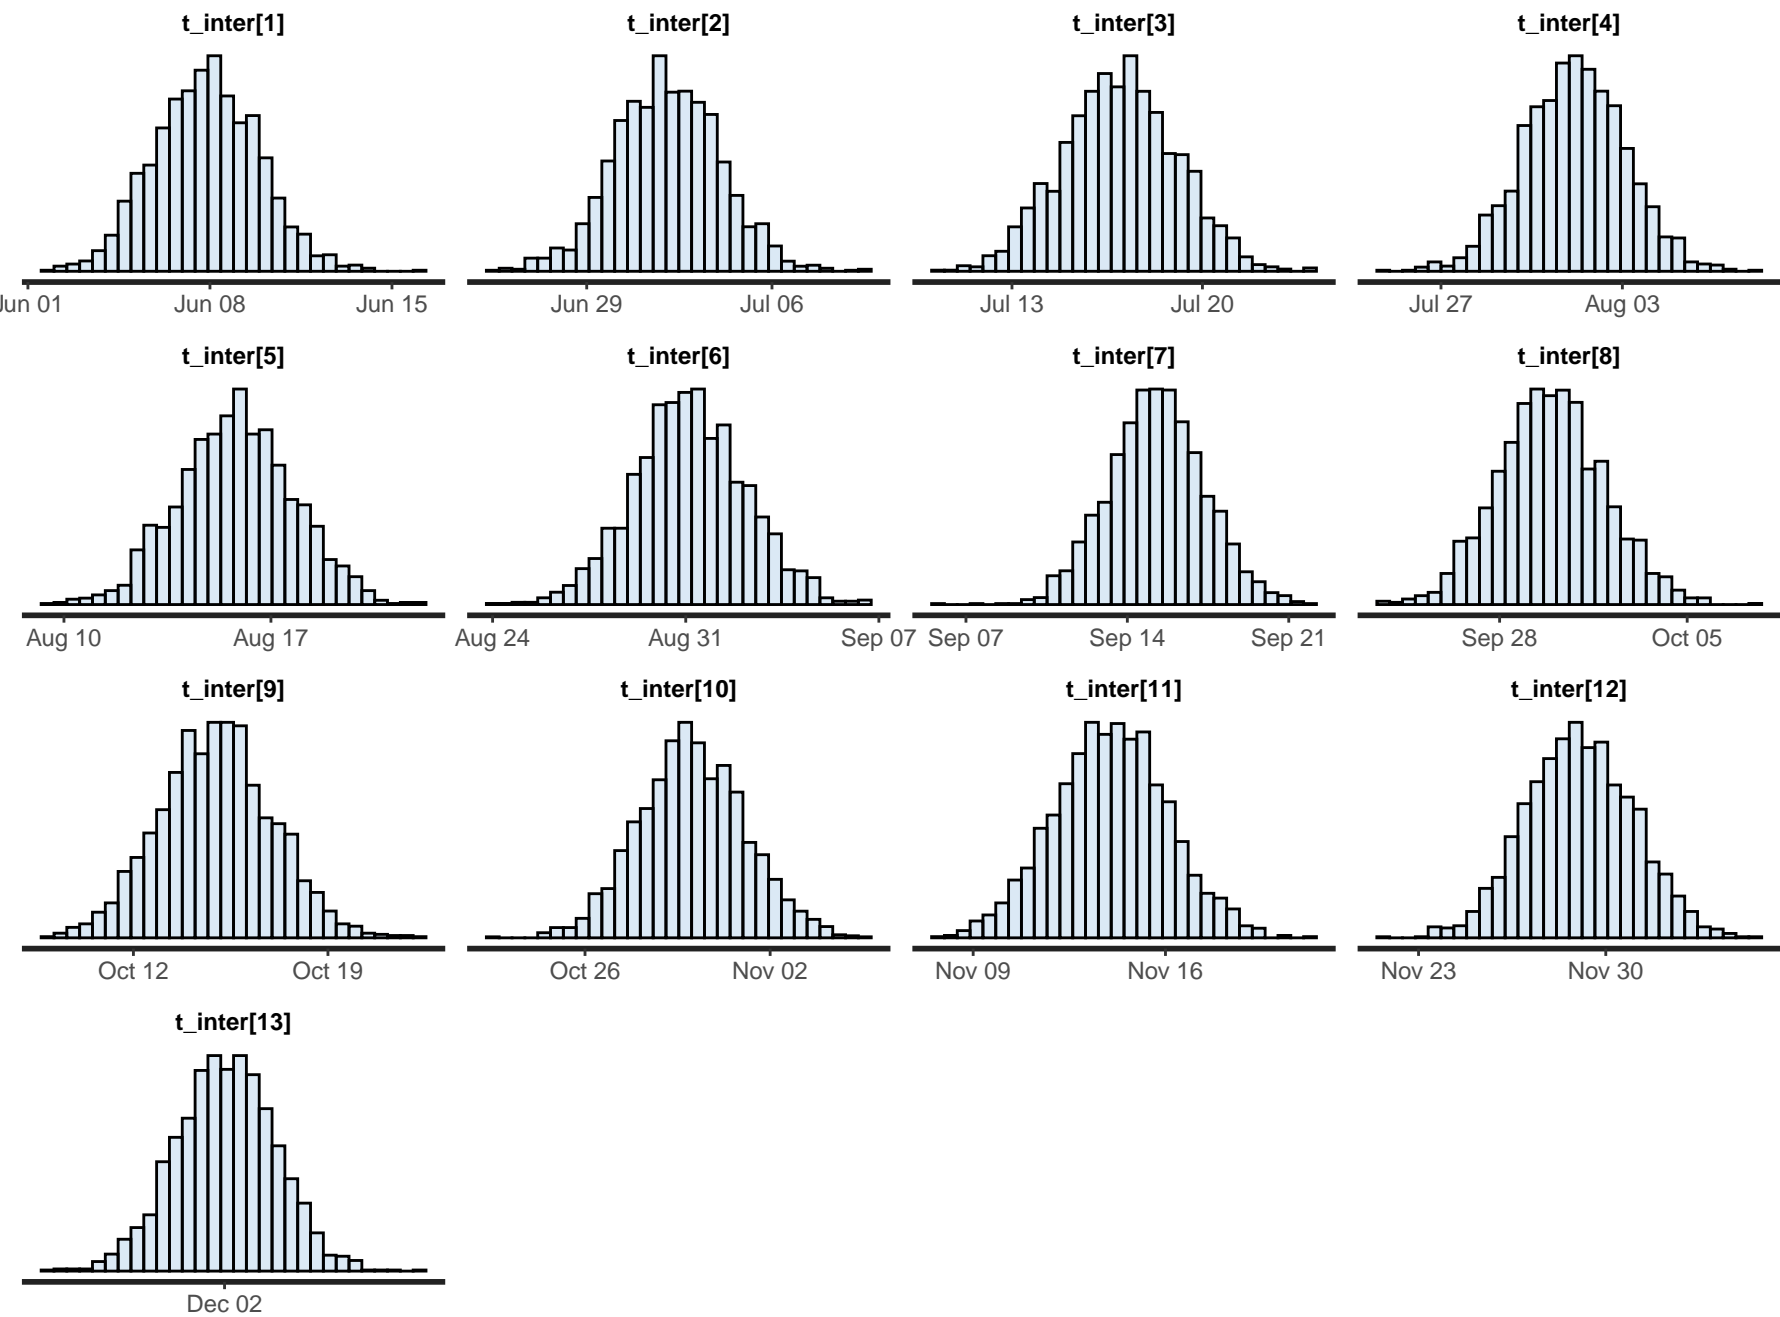 t_inter[1] t_inter[2] t_inter[3] t_inter[4]
Jun 01 Jun 08 Jun 15 Jun 29 Jul 06 Jul 13 Jul 20 Jul 27 Aug 03
t_inter[5] t_inter[6] t_inter[7] t_inter[8]
Aug 10 Aug 17 Aug 24 Aug 31 Sep 07 Sep 07 Sep 14 Sep 21 Sep 28 Oct 05
t_inter[9] t_inter[10] t_inter[11] t_inter[12]
Oct 12 Oct 19 Oct 26 Nov 02 Nov 09 Nov 16 Nov 23 Nov 30
t_inter[13]
Dec 02